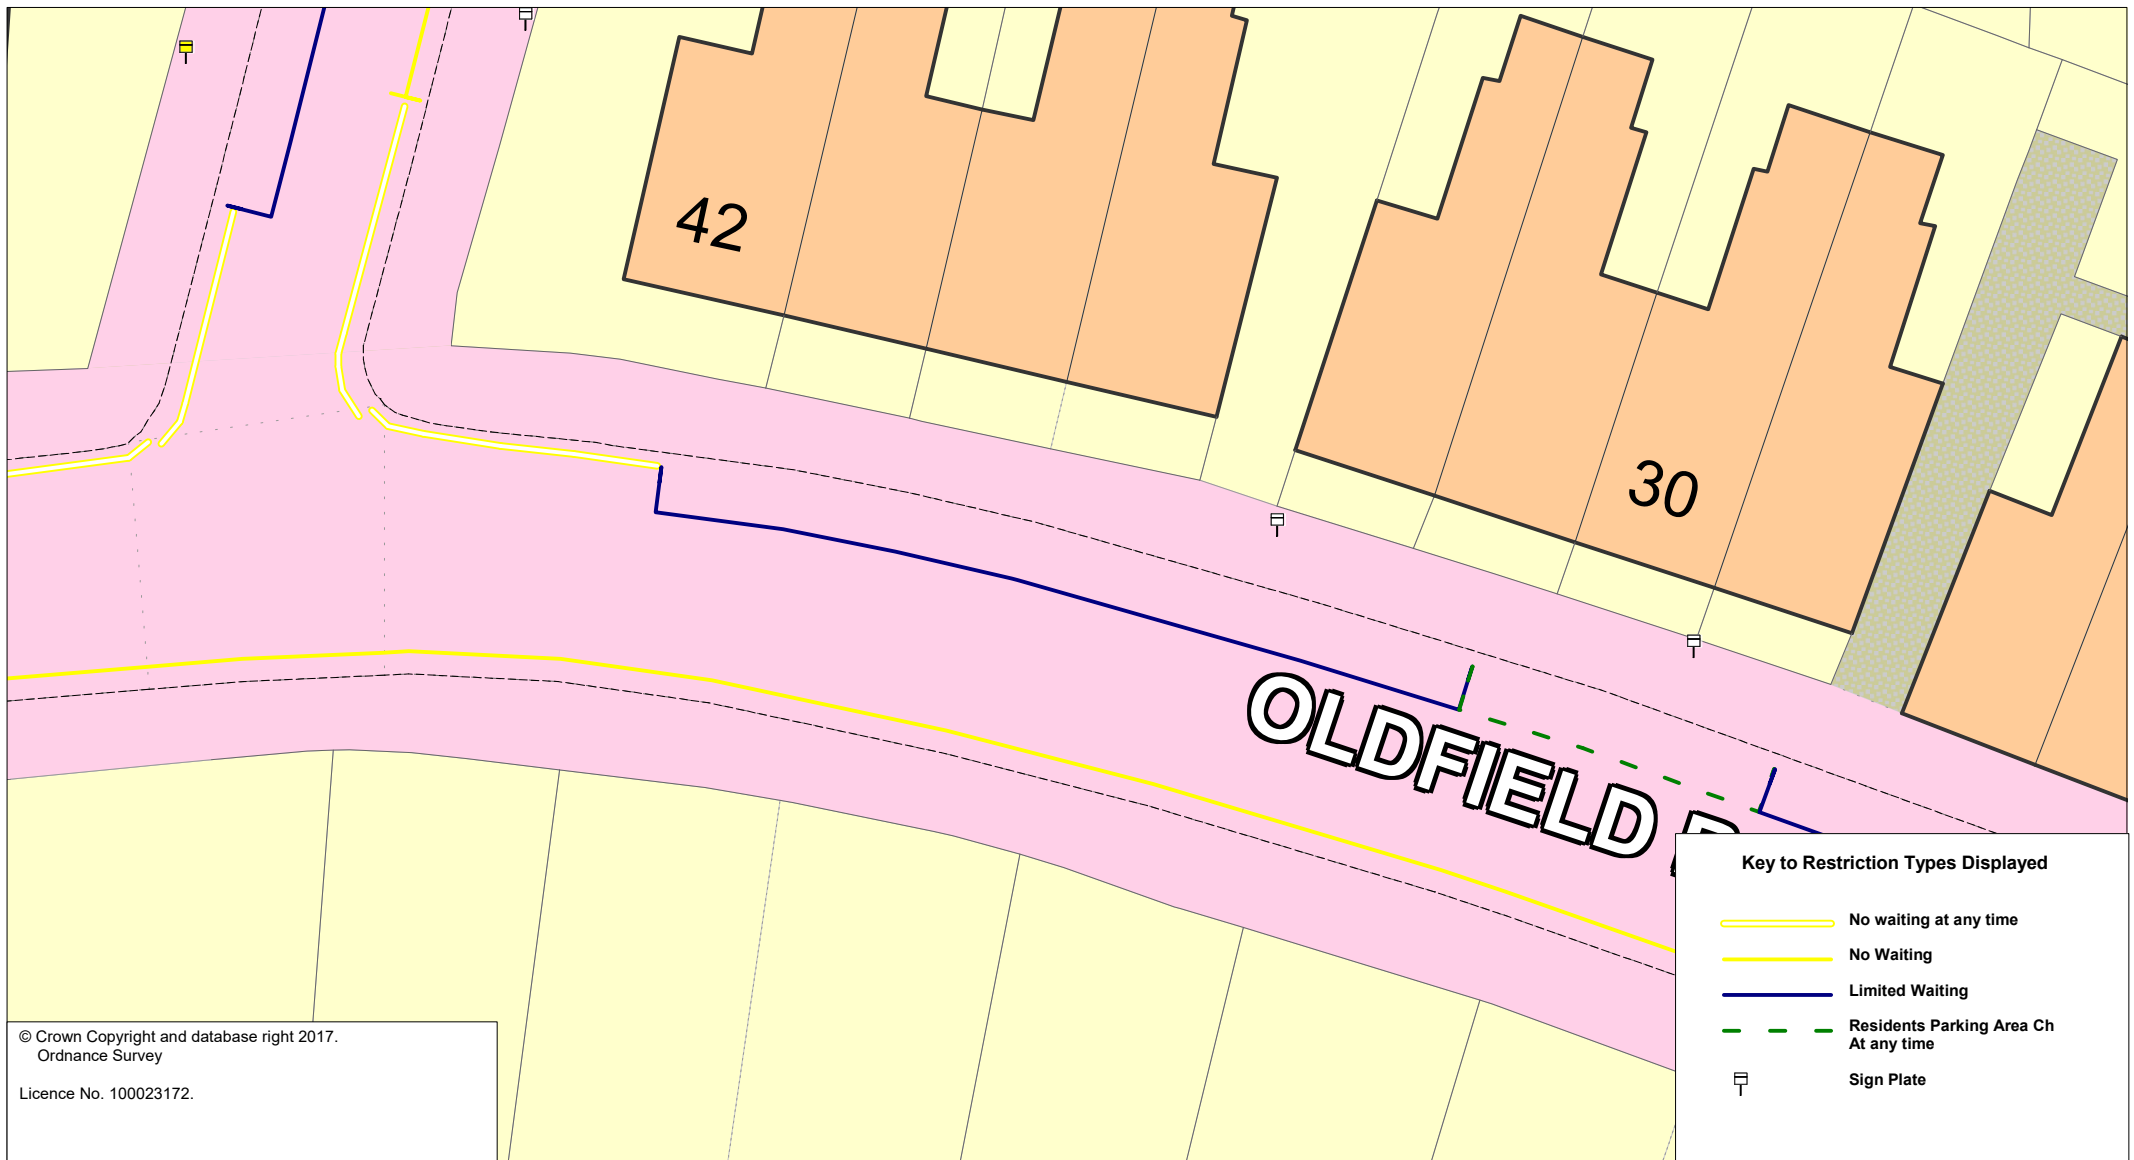 42
30
OLDFIELD
Key to Restriction Types Displayed
No waiting at any time
No Waiting
Limited Waiting
Residents Parking Area Ch
At any time
Sign Plate
© Crown Copyright and database right 2017.
Ordnance Survey
Licence No. 100023172.